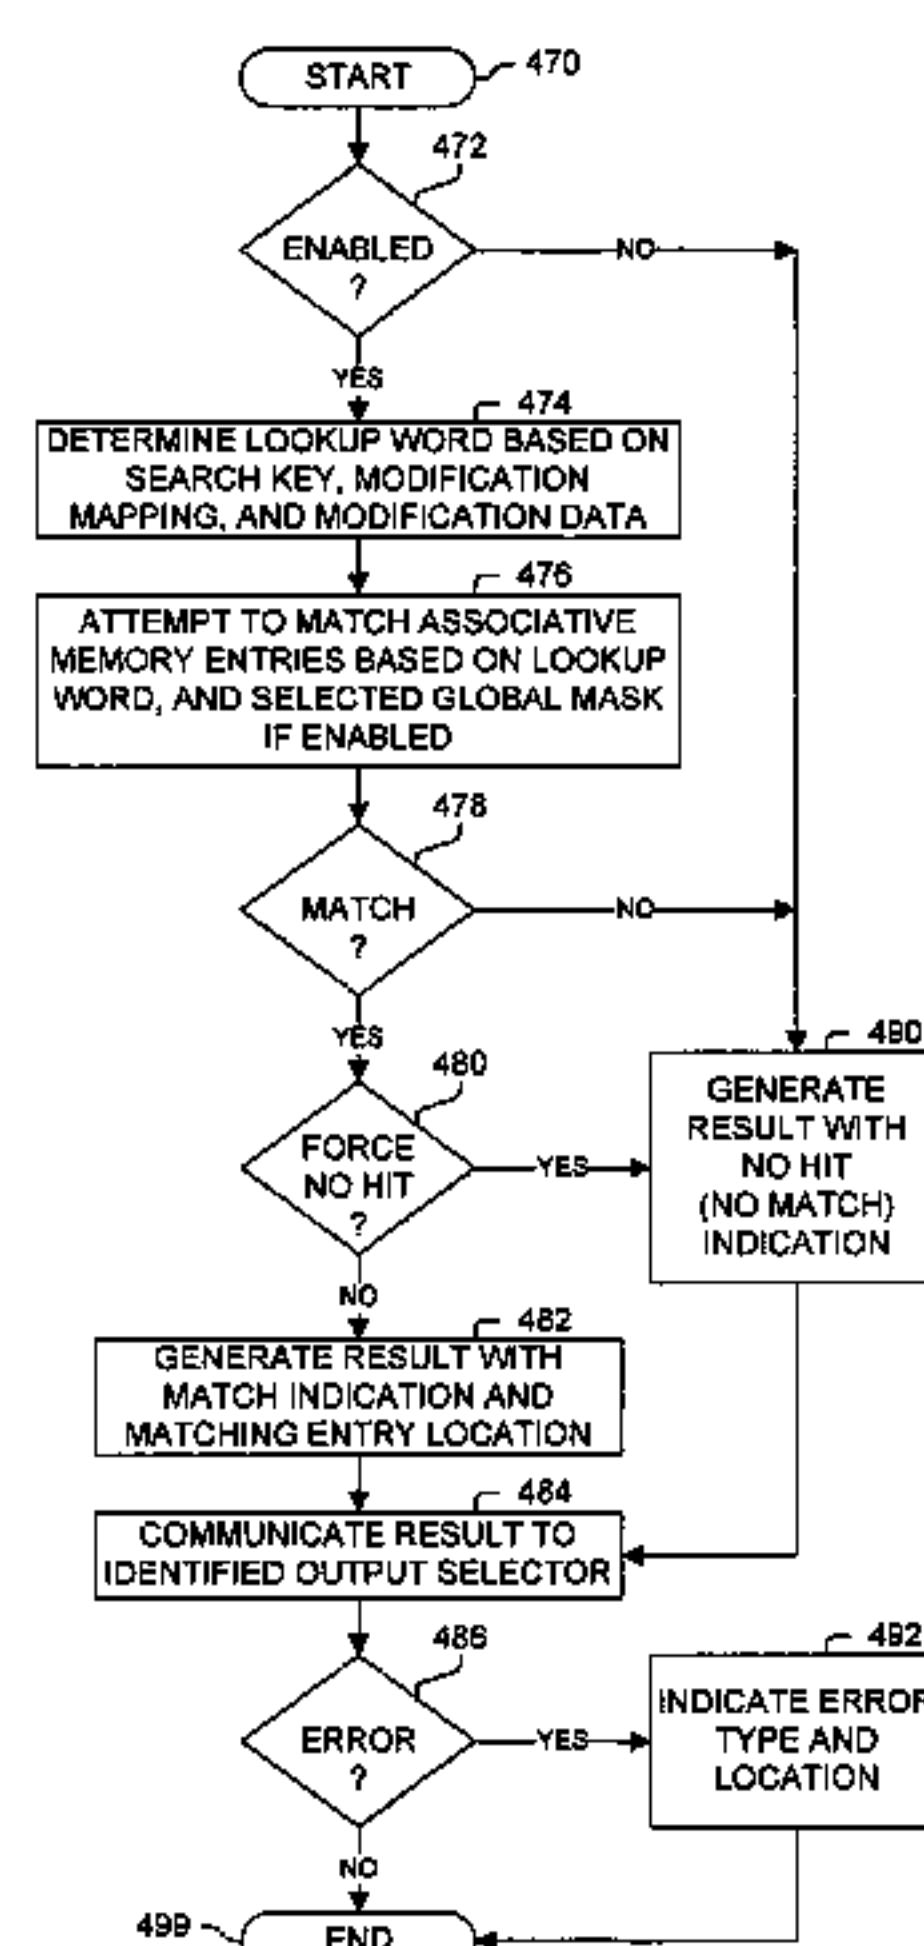 START
470
472
ENABLED
?
NO
YES
474
DETERMINE LOOKUP WORD BASED ON
SEARCH KEY, MODIFICATION
MAPPING, AND MODIFICATION DATA
476
ATTEMPT TO MATCH ASSOCIATIVE
MEMORY ENTRIES BASED ON LOOKUP
WORD, AND SELECTED GLOBAL MASK
IF ENABLED
478
MATCH
?
NO
YES
480
FORCE
NO HIT
?
YES
490
GENERATE
RESULT WITH
NO HIT
(NO MATCH)
INDICATION
NO
482
GENERATE RESULT WITH
MATCH INDICATION AND
MATCHING ENTRY LOCATION
484
COMMUNICATE RESULT TO
IDENTIFIED OUTPUT SELECTOR
486
ERROR
?
YES
492
INDICATE ERROR
TYPE AND
LOCATION
NO
499
END